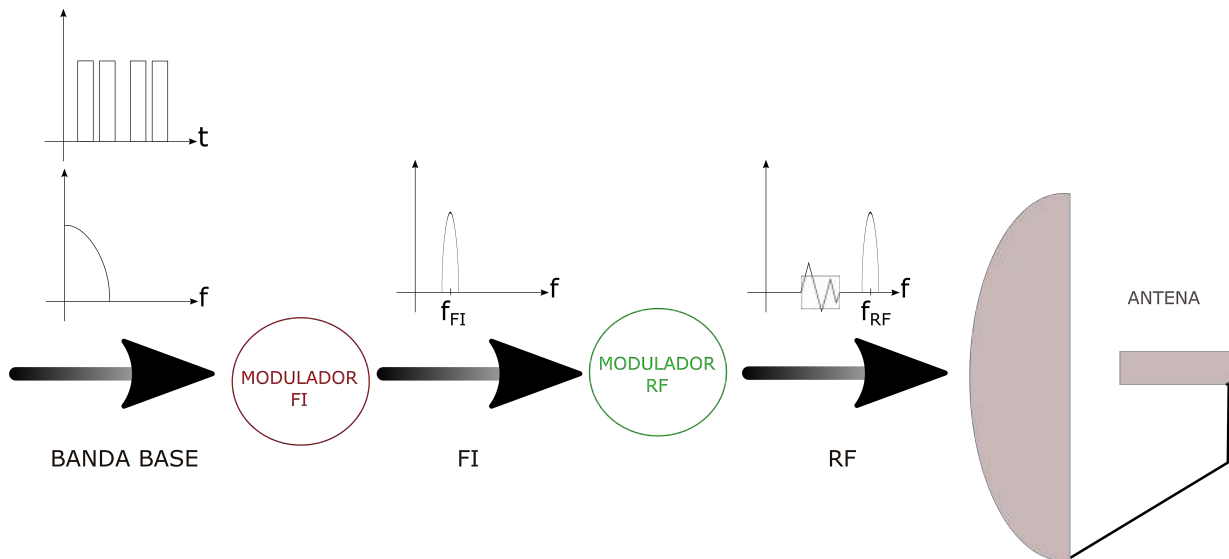 t
f
f
f
fFI
fRF
ANTENA
MODULADOR
FI
MODULADOR
RF
BANDA BASE
FI
RF